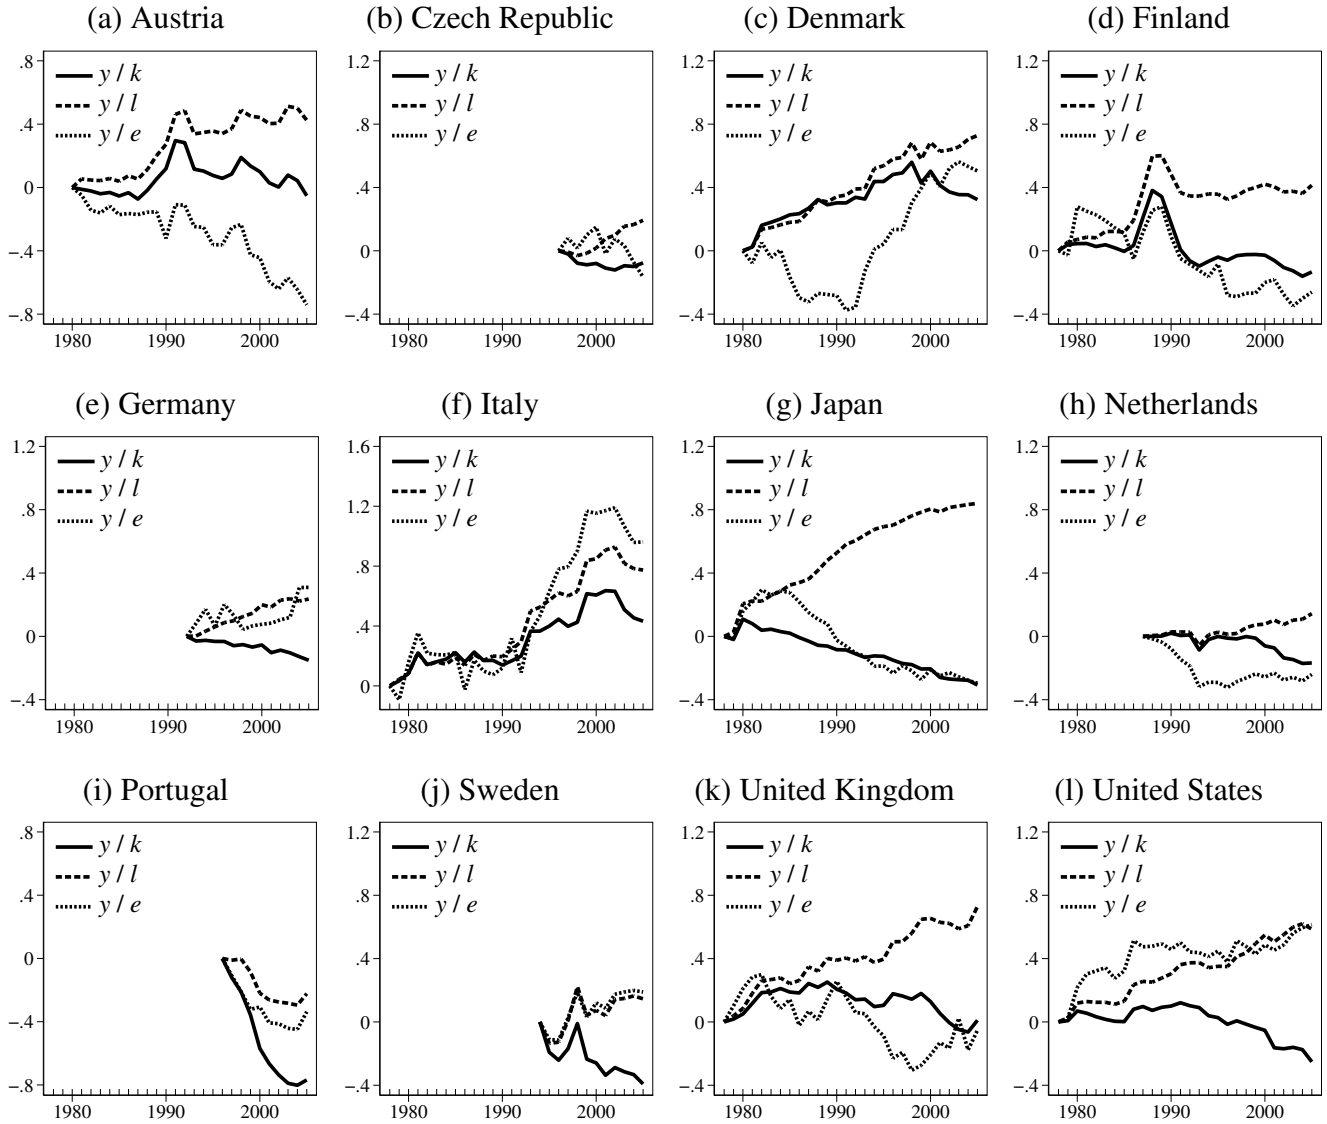 (a) Austria
(b) Czech Republic
(c) Denmark
(d) Finland
.8
.4
0
−.4
−.8
y / k
y / l
y / e
1980
1990
2000
1.2
.8
.4
0
−.4
y / k
y / l
y / e
1980
1990
2000
1.2
.8
.4
0
−.4
y / k
y / l
y / e
1980
1990
2000
1.2
.8
.4
0
−.4
y / k
y / l
y / e
1980
1990
2000
(e) Germany
(f) Italy
(g) Japan
(h) Netherlands
1.2
.8
.4
0
−.4
y / k
y / l
y / e
1980
1990
2000
1.6
1.2
.8
.4
0
y / k
y / l
y / e
1980
1990
2000
1.2
.8
.4
0
−.4
y / k
y / l
y / e
1980
1990
2000
1.2
.8
.4
0
−.4
y / k
y / l
y / e
1980
1990
2000
(i) Portugal
(j) Sweden
(k) United Kingdom
(l) United States
.8
.4
0
−.4
−.8
y / k
y / l
y / e
1980
1990
2000
1.2
.8
.4
0
−.4
y / k
y / l
y / e
1980
1990
2000
1.2
.8
.4
0
−.4
y / k
y / l
y / e
1980
1990
2000
1.2
.8
.4
0
−.4
y / k
y / l
y / e
1980
1990
2000